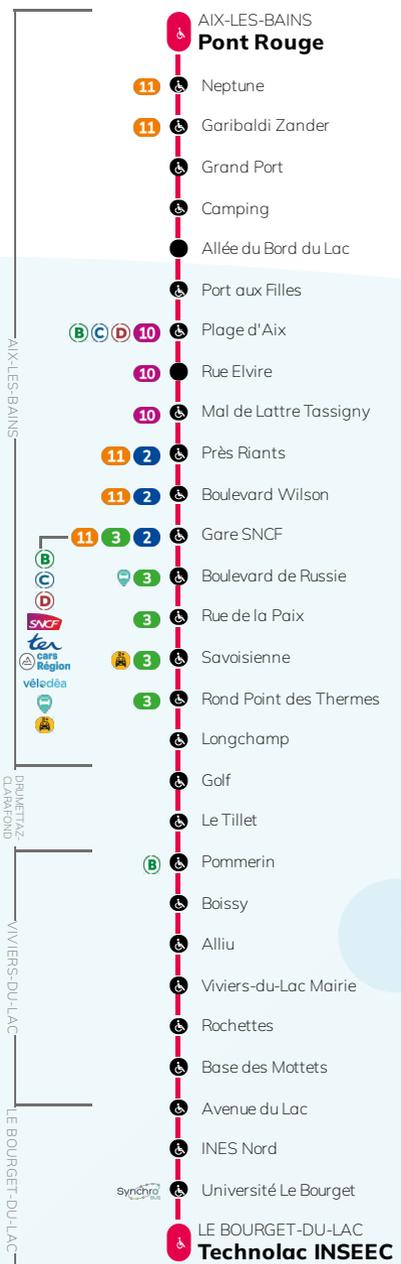 AIX-LES-BAINS
Pont Rouge
11 Neptune
11 Garibaldi Zander
Grand Port
Camping
Allée du Bord du Lac
Port aux Filles
B C D 10 Plage d'Aix
10 Rue Elvire
10 Mal de Lattre Tassigny
11 2 Près Riants
11 2 Boulevard Wilson
11 3 2 Gare SNCF
B
C
D
SNCF
ter
cars Région
vélodéa
3 Boulevard de Russie
3 Rue de la Paix
3 Savoisienne
3 Rond Point des Thermes
Longchamp
AIX-LES-BAINS
Golf
Le Tillet
DRUMETTAZ-
CLARAFOND
B Pommerin
Boissy
Alliu
Viviers-du-Lac Mairie
Rochettes
Base des Mottets
VIVIERS-DU-LAC
Avenue du Lac
INES Nord
Synchro BUS Université Le Bourget
LE BOURGET-DU-LAC
LE BOURGET-DU-LAC
Technolac INSEEC